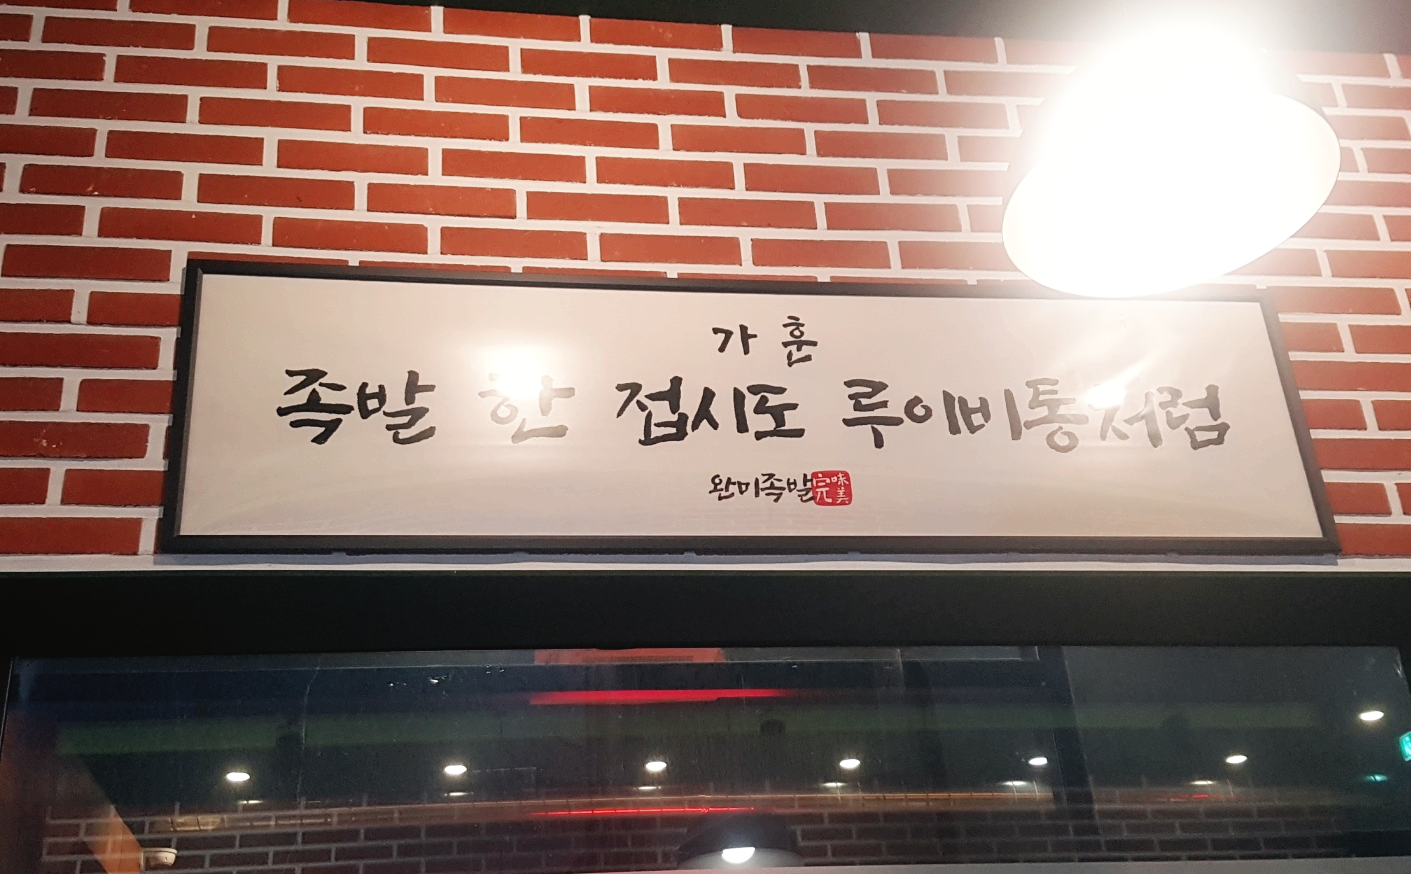 가훈
족발 한 접시도 루이비통처럼
완미족발 完味美